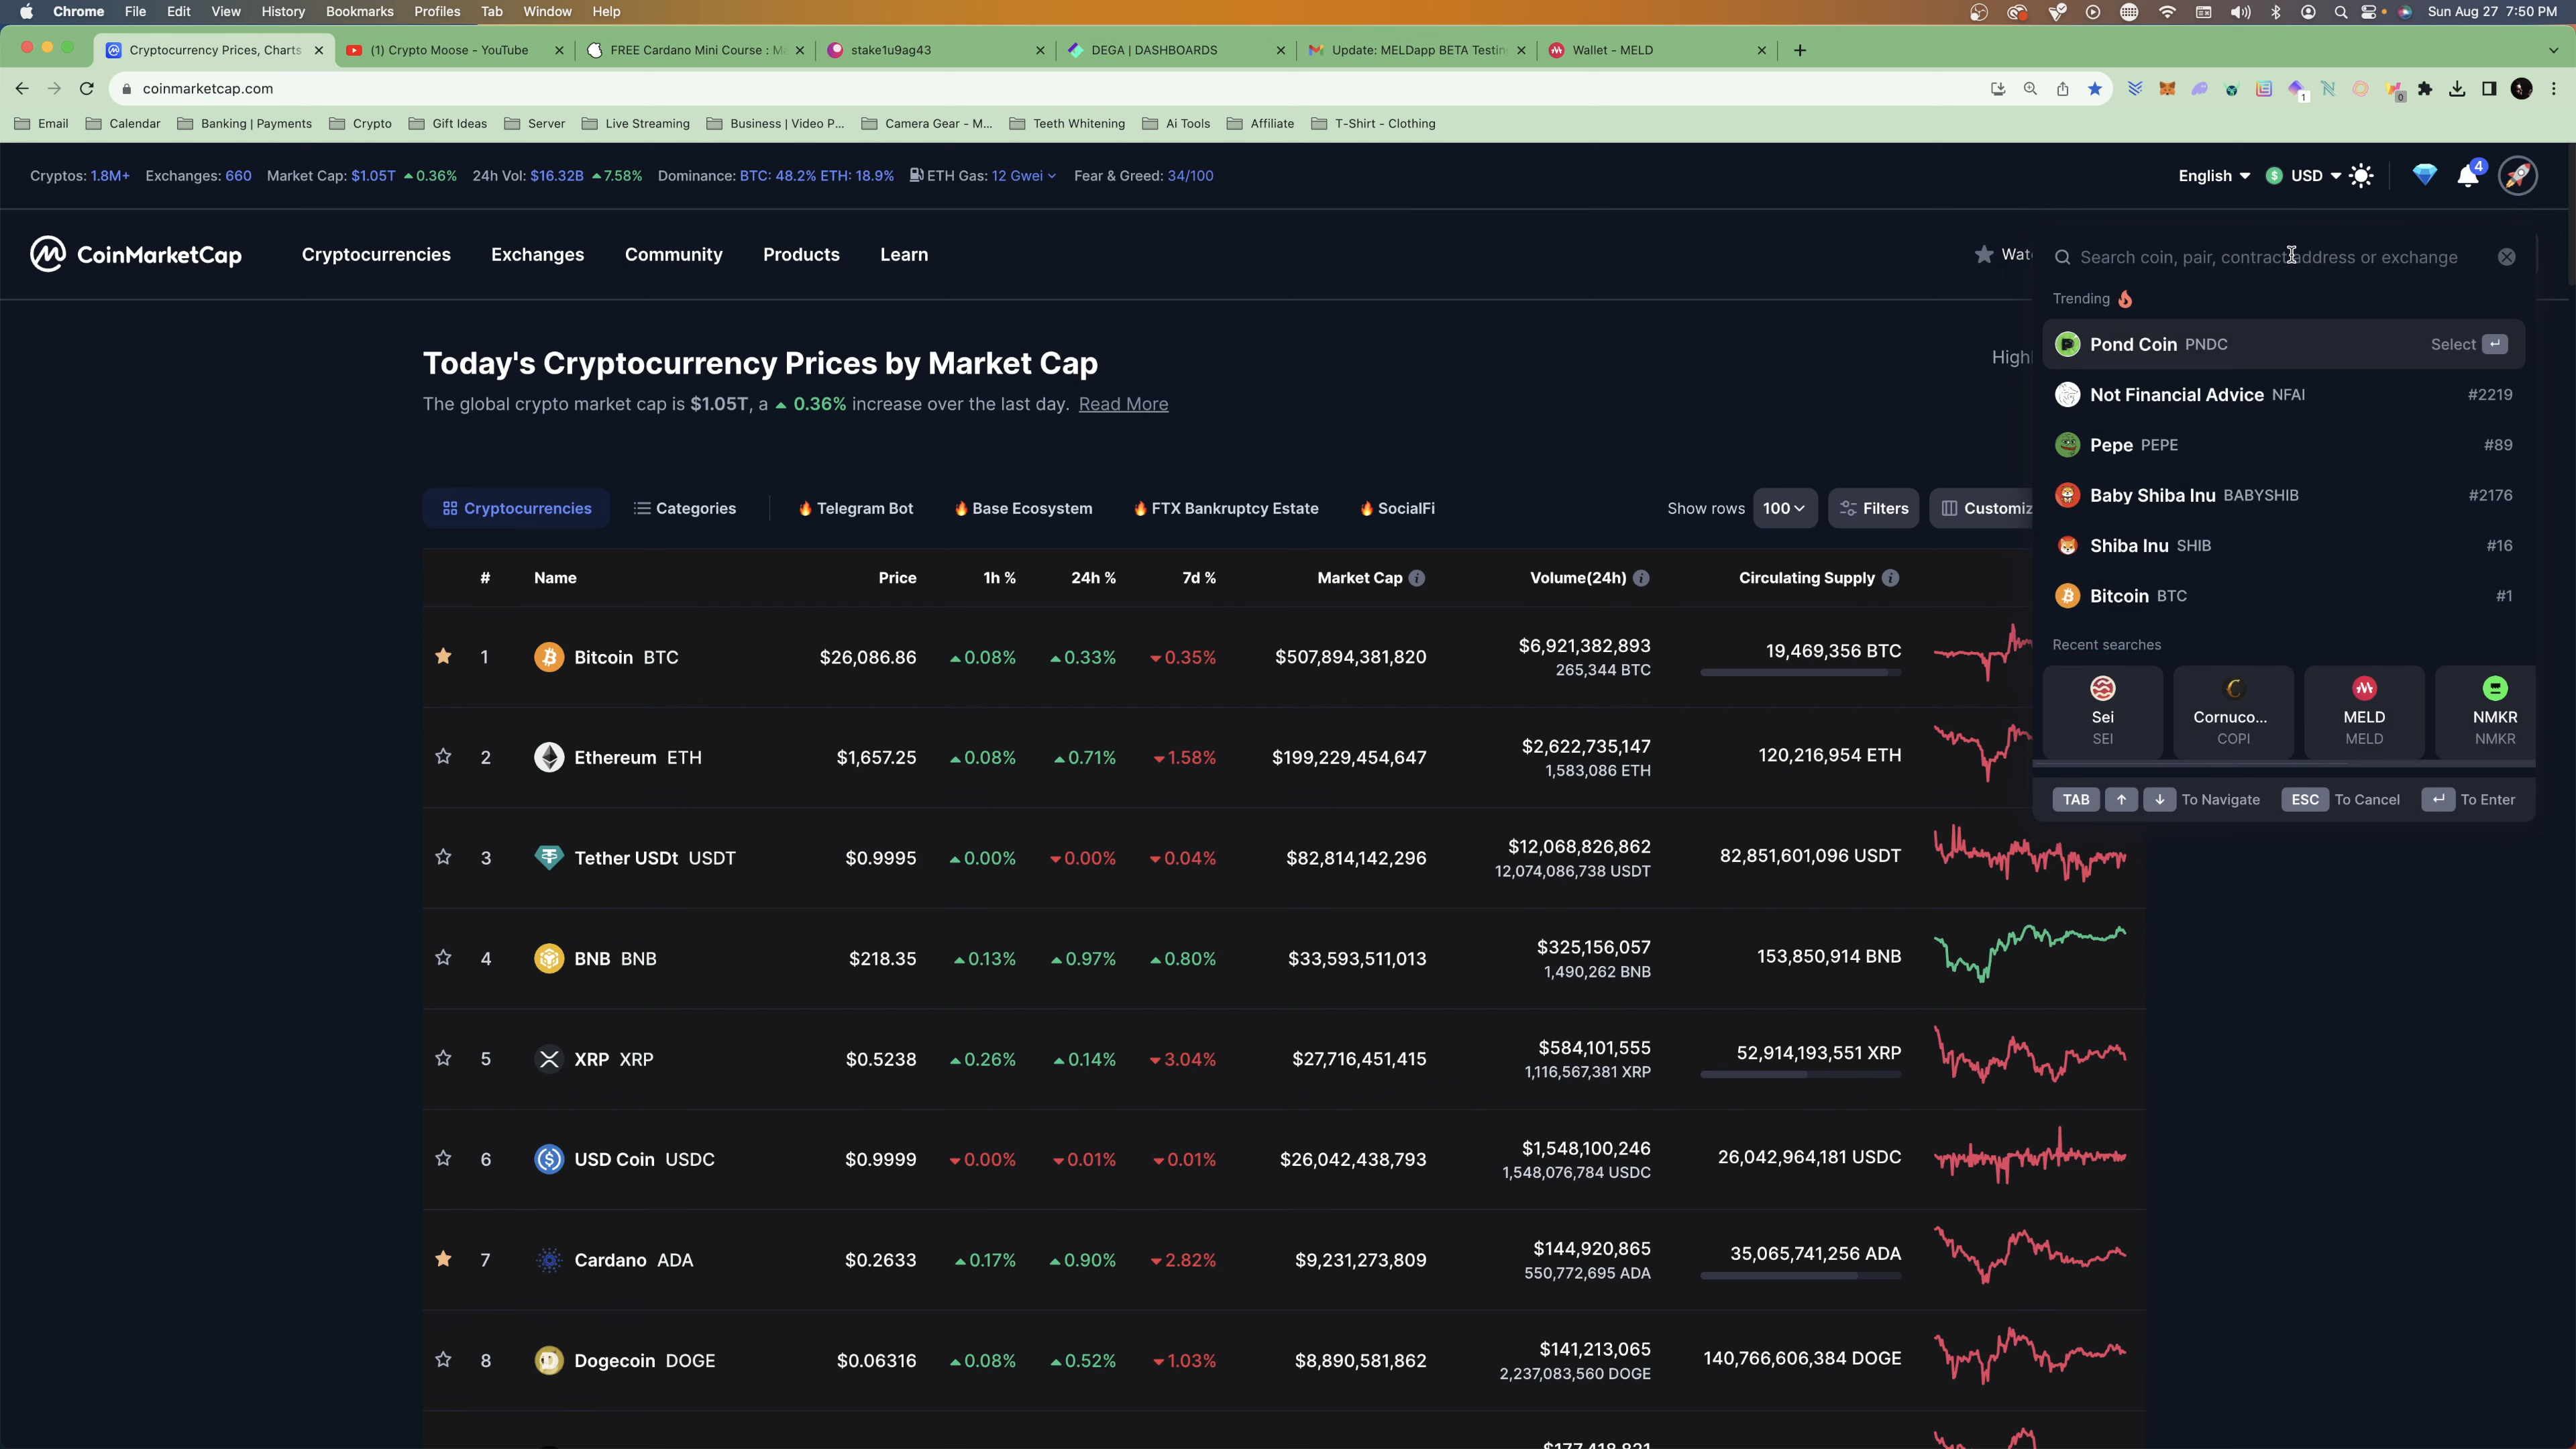 Chrome File Edit View History Bookmarks Profiles Tab Window Help Sun Aug 27 7:50 PM
Cryptocurrency Prices, Charts (1) Crypto Moose - YouTube FREE Cardano Mini Course : M stake1u9ag43 DEGA | DASHBOARDS Update: MELDapp BETA Testin Wallet - MELD
coinmarketcap.com 1 0
Email Calendar Banking | Payments Crypto Gift Ideas Server Live Streaming Business | Video P... Camera Gear - M... Teeth Whitening Ai Tools Affiliate T-Shirt - Clothing
Cryptos: 1.8M+ Exchanges: 660 Market Cap: $1.05T 0.36% 24h Vol: $16.32B 7.58% Dominance: BTC: 48.2% ETH: 18.9% ETH Gas: 12 Gwei Fear & Greed: 34/100 English USD 4
CoinMarketCap Cryptocurrencies Exchanges Community Products Learn Wat Search coin, pair, contract address or exchange
Trending
Pond Coin PNDC Select
Not Financial Advice NFAI #2219
Pepe PEPE #89
Baby Shiba Inu BABYSHIB #2176
Shiba Inu SHIB #16
Bitcoin BTC #1
Recent searches
Sei Cornuco... MELD NMKR
SEI COPI MELD NMKR
TAB To Navigate ESC To Cancel To Enter
Today's Cryptocurrency Prices by Market Cap High
The global crypto market cap is $1.05T, a 0.36% increase over the last day. Read More
Cryptocurrencies Categories Telegram Bot Base Ecosystem FTX Bankruptcy Estate SocialFi Show rows 100 Filters Customiz
# Name Price 1h % 24h % 7d % Market Cap Volume(24h) Circulating Supply
1 Bitcoin BTC $26,086.86 0.08% 0.33% 0.35% $507,894,381,820 $6,921,382,893 19,469,356 BTC
265,344 BTC
2 Ethereum ETH $1,657.25 0.08% 0.71% 1.58% $199,229,454,647 $2,622,735,147 120,216,954 ETH
1,583,086 ETH
3 Tether USDt USDT $0.9995 0.00% 0.00% 0.04% $82,814,142,296 $12,068,826,862 82,851,601,096 USDT
12,074,086,738 USDT
4 BNB BNB $218.35 0.13% 0.97% 0.80% $33,593,511,013 $325,156,057 153,850,914 BNB
1,490,262 BNB
5 XRP XRP $0.5238 0.26% 0.14% 3.04% $27,716,451,415 $584,101,555 52,914,193,551 XRP
1,116,567,381 XRP
6 USD Coin USDC $0.9999 0.00% 0.01% 0.01% $26,042,438,793 $1,548,100,246 26,042,964,181 USDC
1,548,076,784 USDC
7 Cardano ADA $0.2633 0.17% 0.90% 2.82% $9,231,273,809 $144,920,865 35,065,741,256 ADA
550,772,695 ADA
8 Dogecoin DOGE $0.06316 0.08% 0.52% 1.03% $8,890,581,862 $141,213,065 140,766,606,384 DOGE
2,237,083,560 DOGE